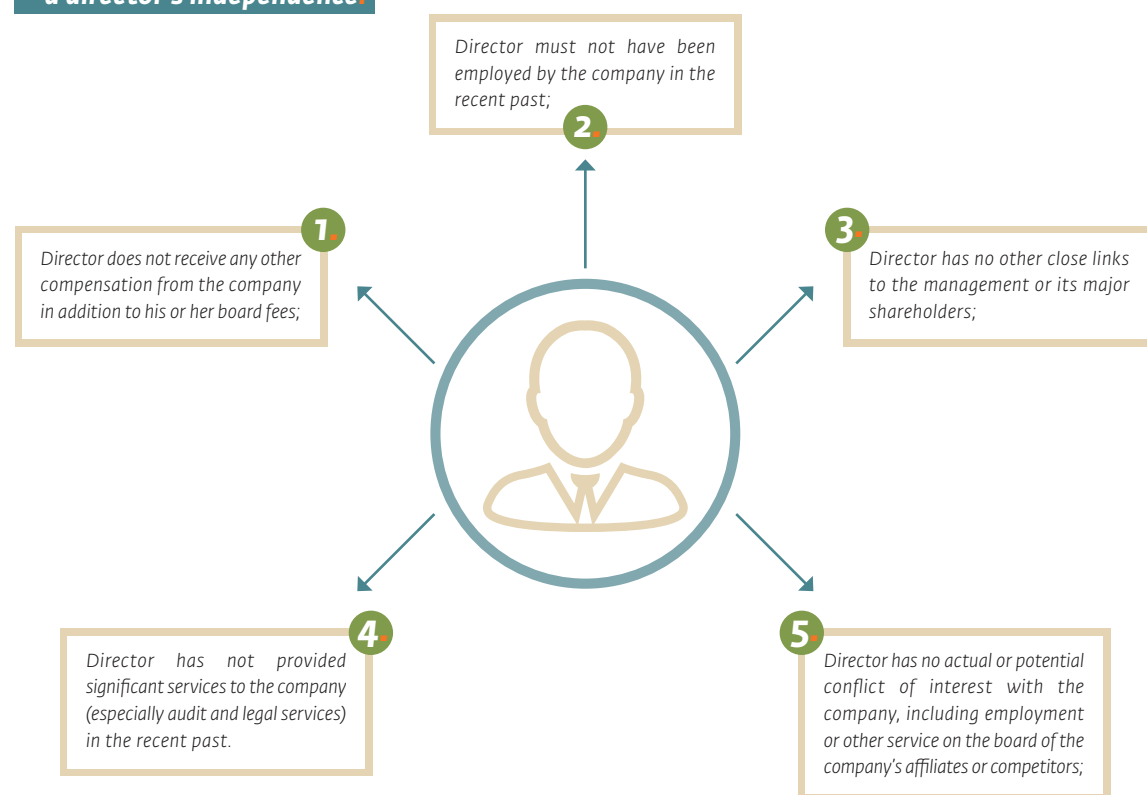 a director's independence.
Director must not have been
employed by the company in the
recent past;
2.
1.
Director does not receive any other
compensation from the company
in addition to his or her board fees;
3.
Director has no other close links
to the management or its major
shareholders;
4.
Director has not provided
significant services to the company
(especially audit and legal services)
in the recent past.
5.
Director has no actual or potential
conflict of interest with the
company, including employment
or other service on the board of the
company's affiliates or competitors;